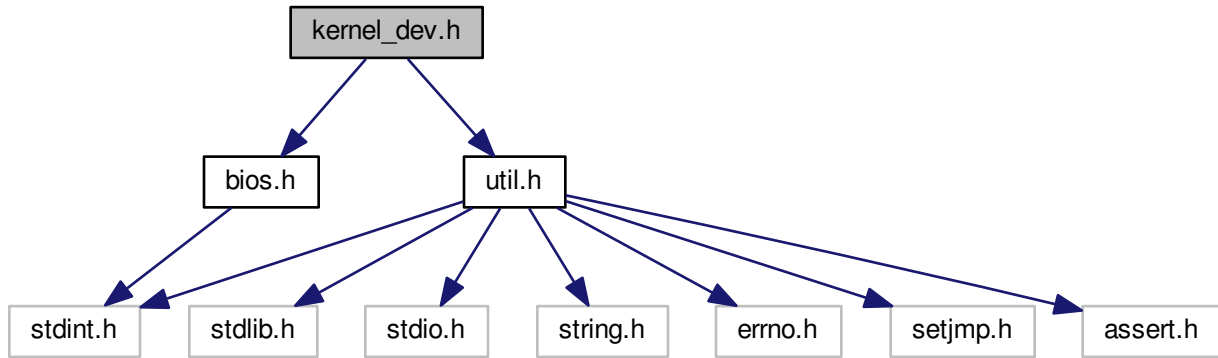 kernel_dev.h
bios.h
util.h
stdint.h
stdlib.h
stdio.h
string.h
errno.h
setjmp.h
assert.h